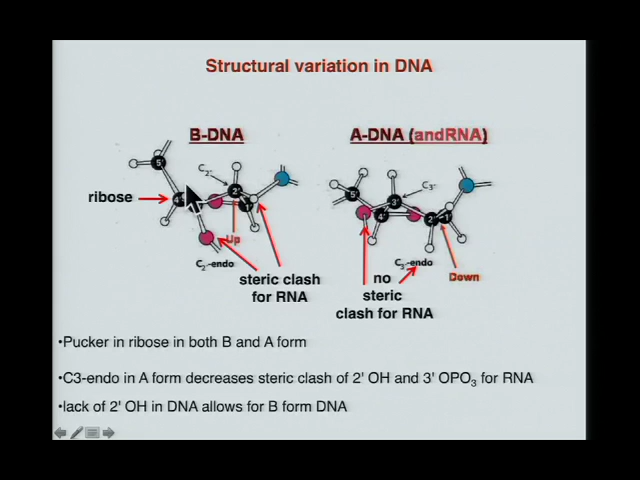 Structural variation in DNA
B-DNA
A-DNA (andRNA)
5'
C2'
2'
ribose
4'
1'
Up
C2'-endo
steric clash
for RNA
5'
C3'
3'
4'
2'
1'
C3'-endo
Down
no
steric
clash for RNA
•Pucker in ribose in both B and A form
•C3-endo in A form decreases steric clash of 2' OH and 3' OPO3 for RNA
•lack of 2' OH in DNA allows for B form DNA